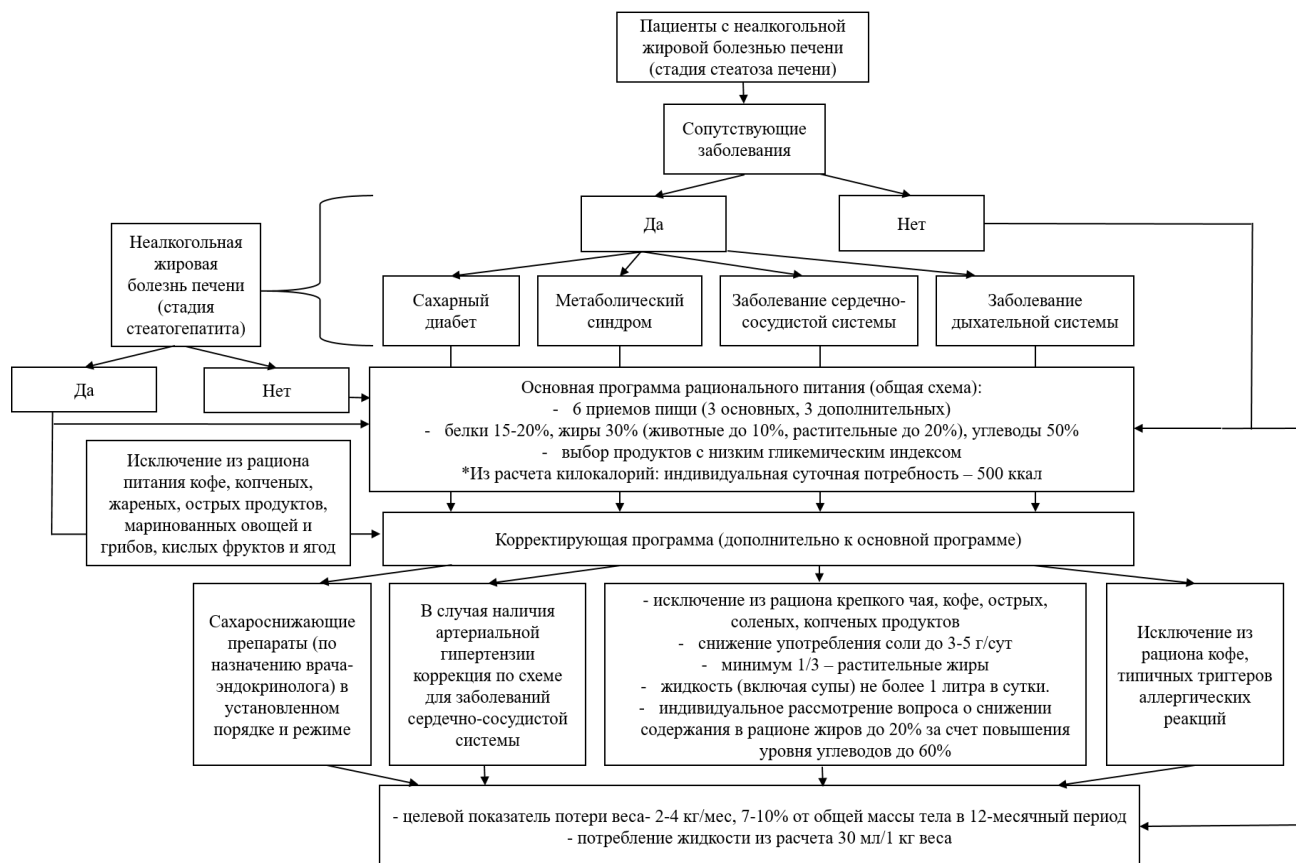 Пациенты с неалкогольной
жировой болезнью печени
(стадия стеатоза печени)
Сопутствующие
заболевания
Да
Нет
Неалкогольная
жировая
болезнь печени
(стадия
стеатогепатита)
Сахарный
диабет
Метаболический
синдром
Заболевание сердечно-
сосудистой системы
Заболевание
дыхательной системы
Да
Нет
Основная программа рационального питания (общая схема):
- 6 приемов пищи (3 основных, 3 дополнительных)
- белки 15-20%, жиры 30% (животные до 10%, растительные до 20%), углеводы 50%
- выбор продуктов с низким гликемическим индексом
*Из расчета килокалорий: индивидуальная суточная потребность – 500 ккал
Исключение из рациона
питания кофе, копченых,
жареных, острых продуктов,
маринованных овощей и
грибов, кислых фруктов и ягод
Корректирующая программа (дополнительно к основной программе)
Сахароснижающие
препараты (по
назначению врача-
эндокринолога) в
установленном
порядке и режиме
В случая наличия
артериальной
гипертензии
коррекция по схеме
для заболеваний
сердечно-сосудистой
системы
- исключение из рациона крепкого чая, кофе, острых,
соленых, копченых продуктов
- снижение употребления соли до 3-5 г/сут
- минимум 1/3 – растительные жиры
- жидкость (включая супы) не более 1 литра в сутки.
- индивидуальное рассмотрение вопроса о снижении
содержания в рационе жиров до 20% за счет повышения
уровня углеводов до 60%
Исключение из
рациона кофе,
типичных триггеров
аллергических
реакций
- целевой показатель потери веса- 2-4 кг/мес, 7-10% от общей массы тела в 12-месячный период
- потребление жидкости из расчета 30 мл/1 кг веса